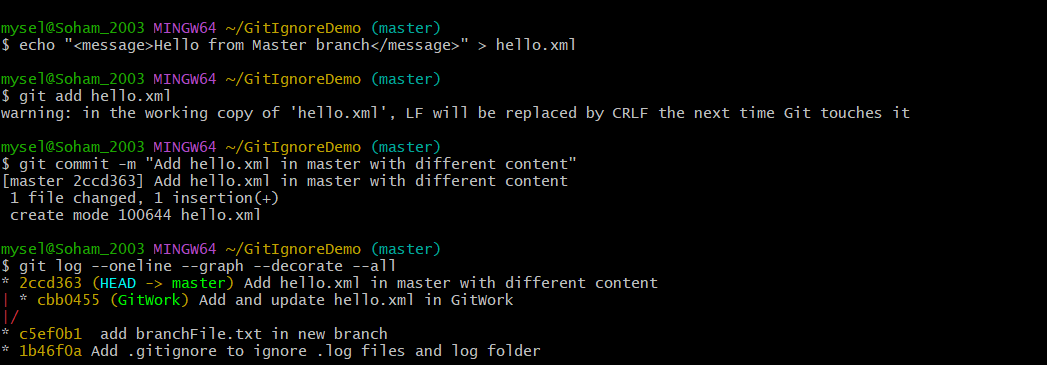 mysel@Soham_2003 MINGW64 ~/GitIgnoreDemo (master)
$ echo "<message>Hello from Master branch</message>" > hello.xml
mysel@Soham_2003 MINGW64 ~/GitIgnoreDemo (master)
$ git add hello.xml
warning: in the working copy of 'hello.xml', LF will be replaced by CRLF the next time Git touches it
mysel@Soham_2003 MINGW64 ~/GitIgnoreDemo (master)
$ git commit -m "Add hello.xml in master with different content"
[master 2ccd363] Add hello.xml in master with different content
 1 file changed, 1 insertion(+)
 create mode 100644 hello.xml
mysel@Soham_2003 MINGW64 ~/GitIgnoreDemo (master)
$ git log --oneline --graph --decorate --all
* 2ccd363 (HEAD -> master) Add hello.xml in master with different content
| * cbb0455 (GitWork) Add and update hello.xml in GitWork
|/
* c5ef0b1  add branchFile.txt in new branch
* 1b46f0a Add .gitignore to ignore .log files and log folder